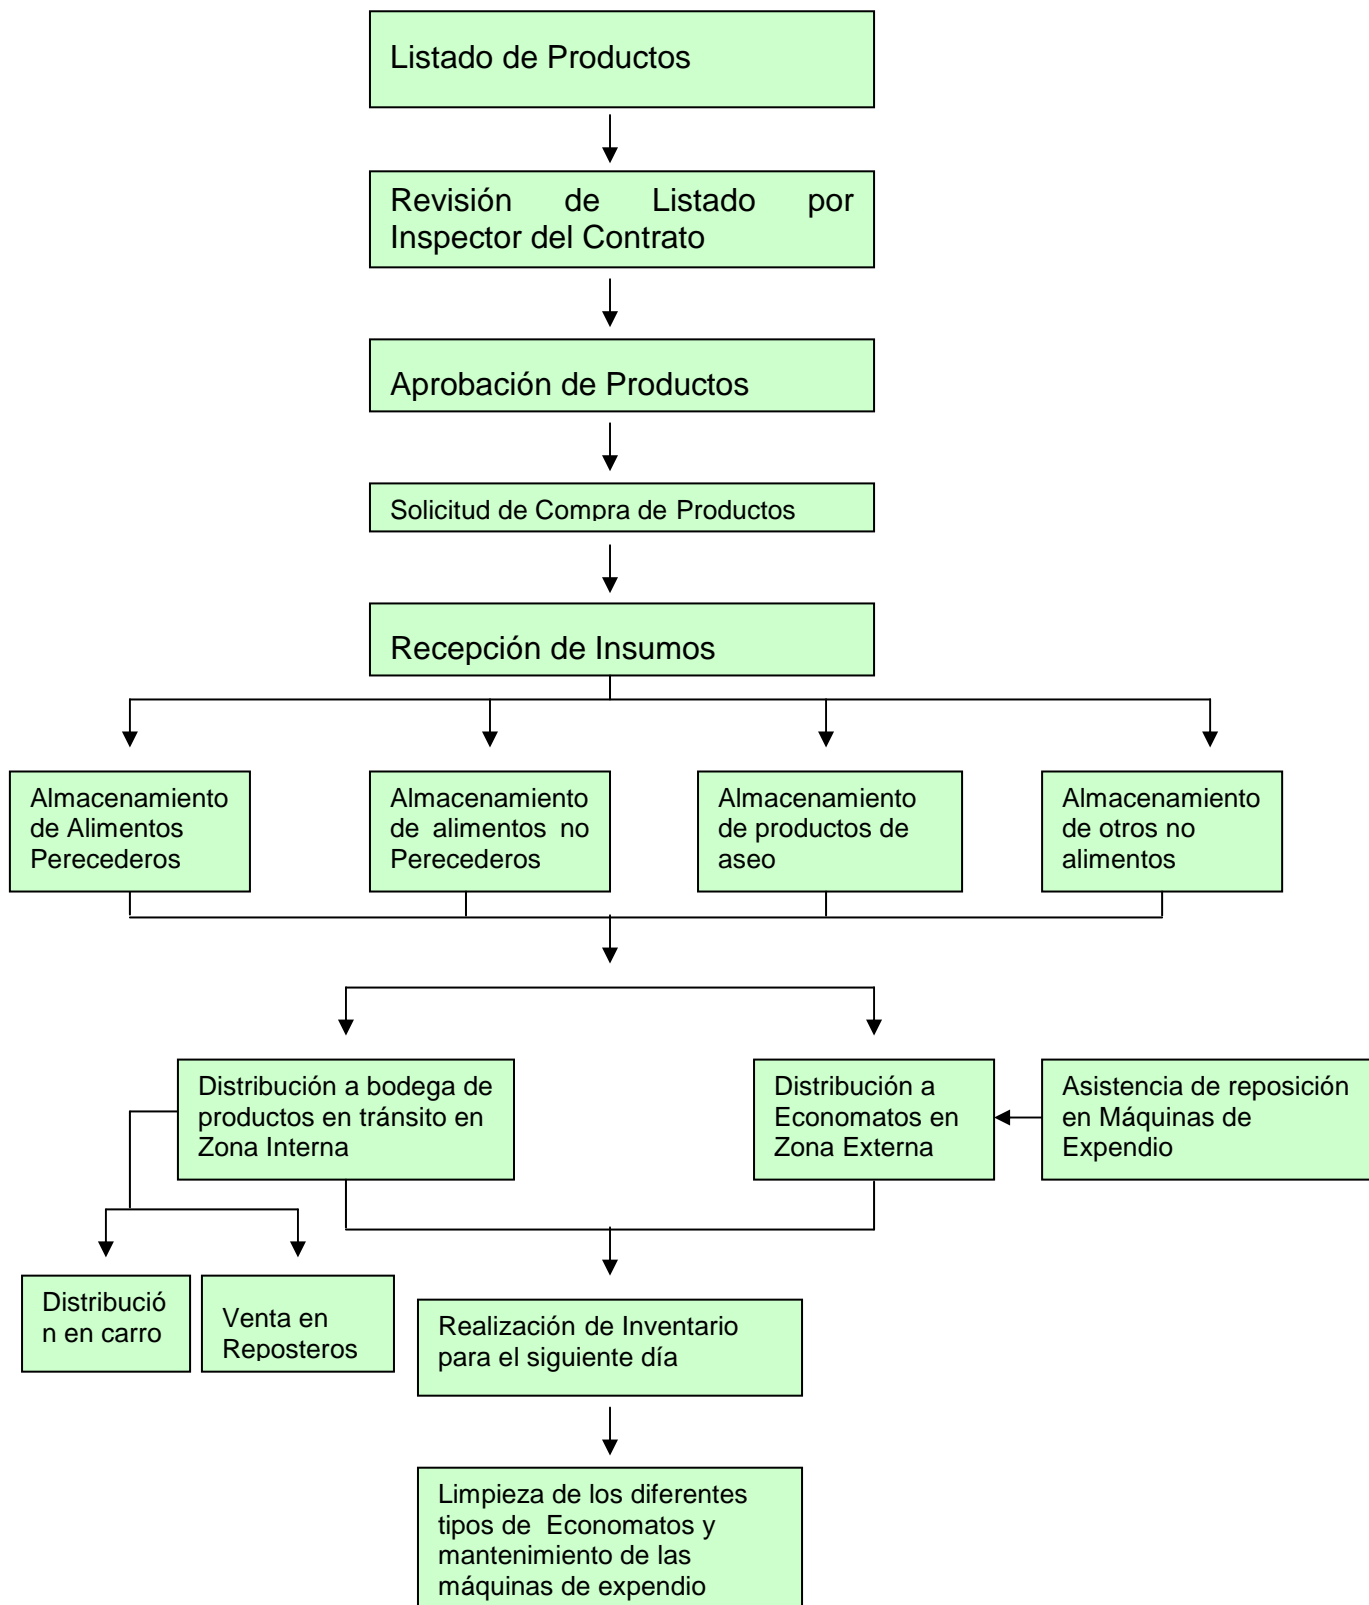 Listado de Productos
Revisión de Listado por
Inspector del Contrato
Aprobación de Productos
Solicitud de Compra de Productos
Recepción de Insumos
Almacenamiento
de Alimentos
Perecederos
Almacenamiento
de alimentos no
Perecederos
Almacenamiento
de productos de
aseo
Almacenamiento
de otros no
alimentos
Distribución a bodega de
productos en tránsito en
Zona Interna
Distribución a
Economatos en
Zona Externa
Asistencia de reposición
en Máquinas de
Expendio
Distribució
n en carro
Venta en
Reposteros
Realización de Inventario
para el siguiente día
Limpieza de los diferentes
tipos de Economatos y
mantenimiento de las
máquinas de expendio